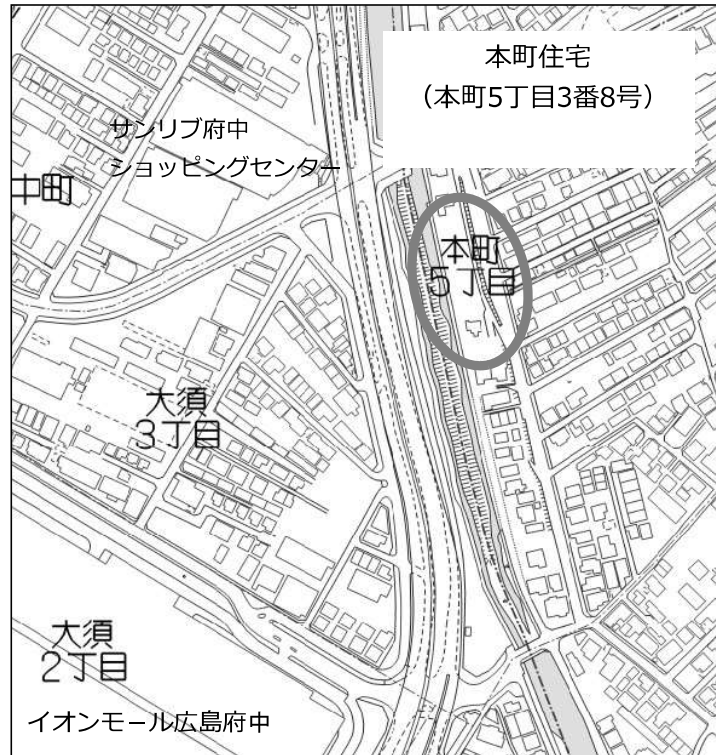 本町住宅
（本町5丁目3番8号）
サンリブ府中
ショッピングセンター
中町
本町
5丁目
大須
3丁目
大須
2丁目
イオンモール広島府中